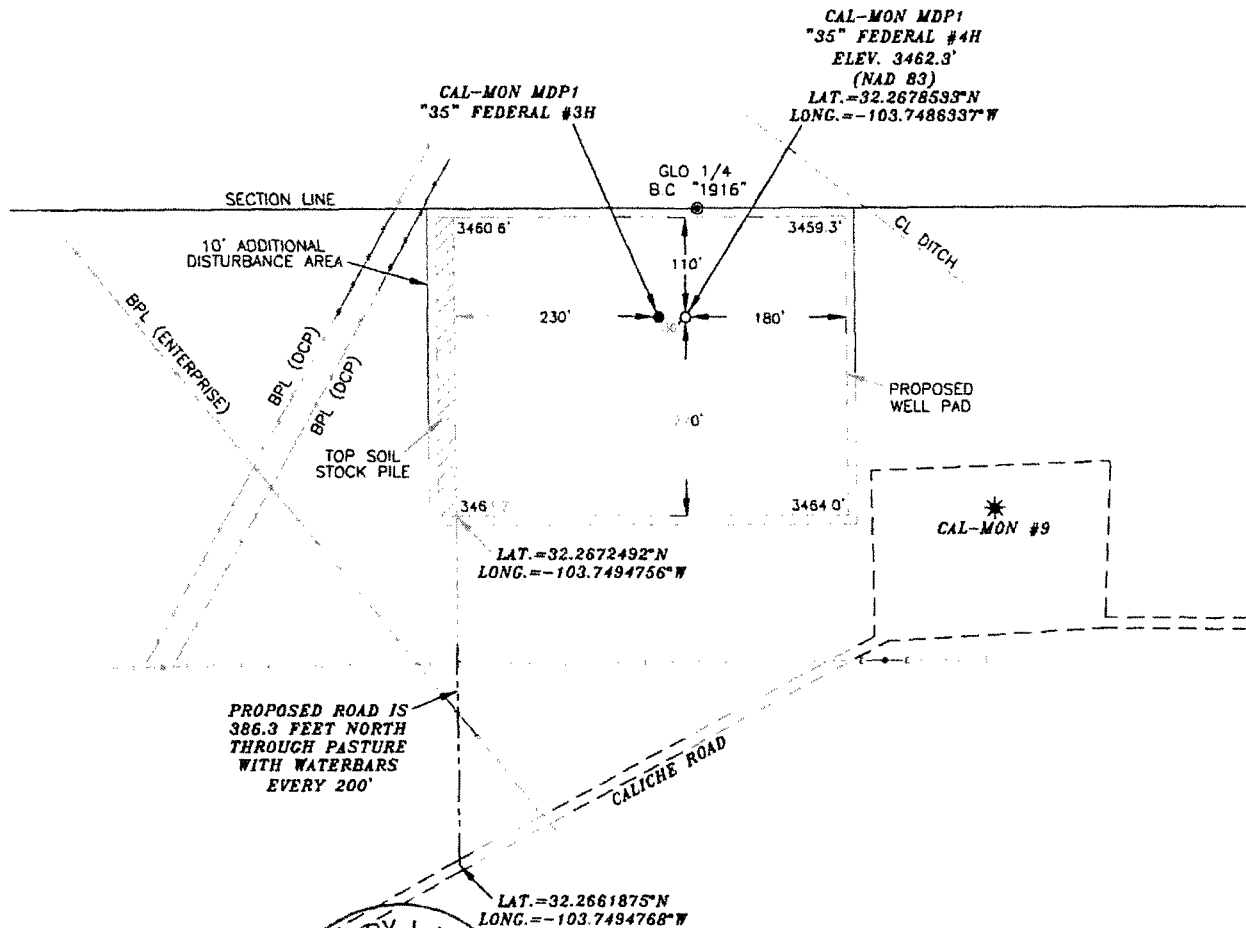 CAL-MON MDP1
"35" FEDERAL #4H
ELEV. 3462.3'
(NAD 83)
LAT.=32.2678533°N
LONG.=-103.7486337°W
CAL-MON MDP1
"35" FEDERAL #3H
GLO 1/4
B.C "1916"
SECTION LINE
3460.6'
3459.3'
CL DITCH
10' ADDITIONAL
DISTURBANCE AREA
110'
BPL (ENTERPRISE)
BPL (DCP)
BPL (DCP)
230'
180'
PROPOSED
WELL PAD
TOP SOIL
STOCK PILE
3464.0'
CAL-MON #9
LAT.=32.2672492°N
LONG.=-103.7494756°W
E E
PROPOSED ROAD IS
386.3 FEET NORTH
THROUGH PASTURE
WITH WATERBARS
EVERY 200'
CALICHE ROAD
LAT.=32.2661875°N
LONG.=-103.7494768°W